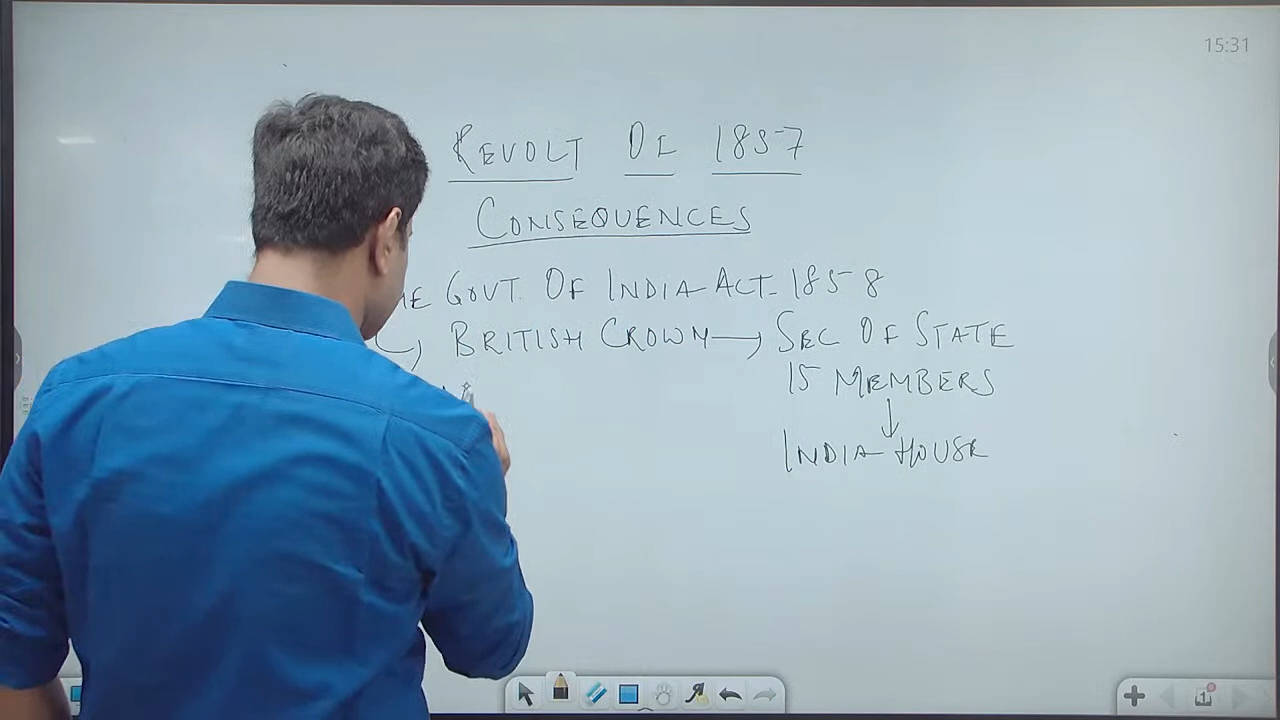 15:31
REVOLT OF 1857
CONSEQUENCES
GOVT. OF INDIA ACT - 1858
BRITISH CROWN → SEC OF STATE
15 MEMBERS
↓
INDIA HOUSE
1